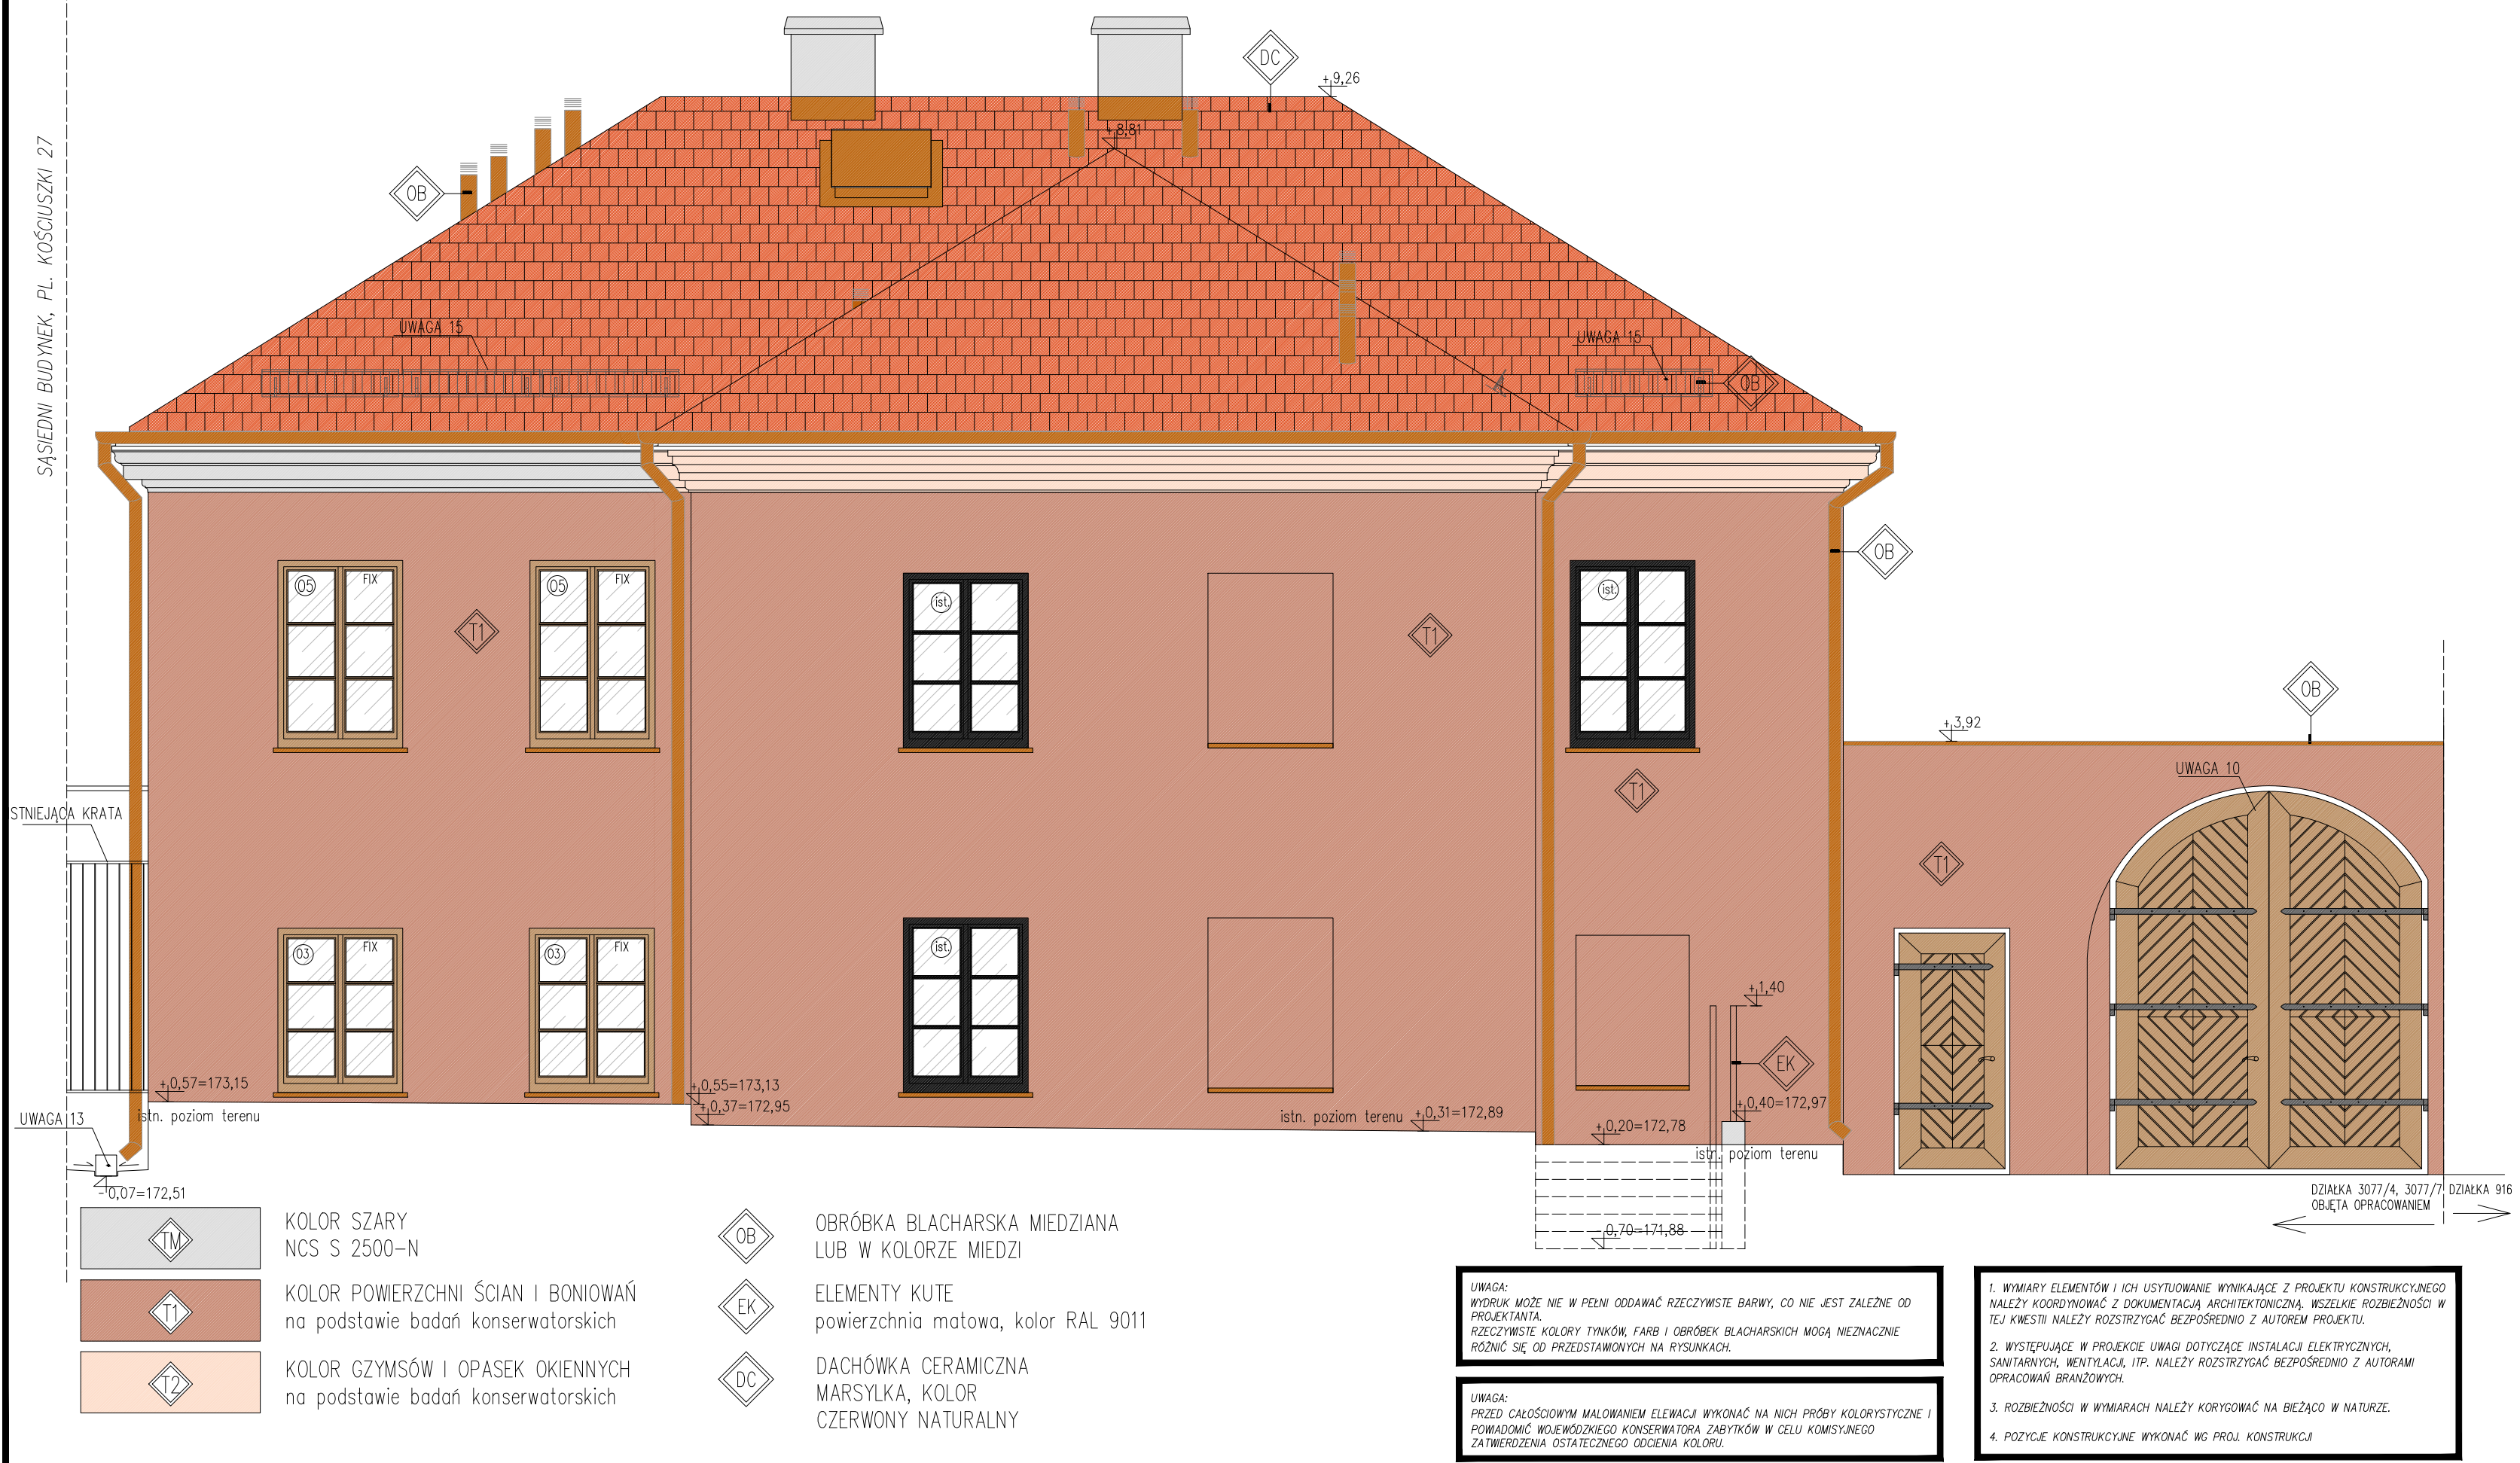 SĄSIEDNI BUDYNEK, PL. KOŚCIUSZKI 27
DC
+9,26
+8,81
OB
UWAGA 15
UWAGA 15
OB
OB
05
FIX
05
FIX
T1
ist.
T1
ist.
T1
OB
+3,92
UWAGA 10
STNIEJĄCA KRATA
T1
03
FIX
03
FIX
ist.
+1,40
EK
+0,57=173,15
istn. poziom terenu
+0,55=173,13
+0,37=172,95
istn. poziom terenu
+0,31=172,89
+0,40=172,97
+0,20=172,78
istn. poziom terenu
UWAGA 13
-0,07=172,51
-0,70=171,88
DZIAŁKA 3077/4, 3077/7
OBJĘTA OPRACOWANIEM
DZIAŁKA 916
TM
KOLOR SZARY
NCS S 2500-N
T1
KOLOR POWIERZCHNI ŚCIAN I BONIOWAŃ
na podstawie badań konserwatorskich
T2
KOLOR GZYMSÓW I OPASEK OKIENNYCH
na podstawie badań konserwatorskich
OB
OBRÓBKA BLACHARSKA MIEDZIANA
LUB W KOLORZE MIEDZI
EK
ELEMENTY KUTE
powierzchnia matowa, kolor RAL 9011
DC
DACHÓWKA CERAMICZNA
MARSYLKA, KOLOR
CZERWONY NATURALNY
UWAGA:
WYDRUK MOŻE NIE W PEŁNI ODDAWAĆ RZECZYWISTE BARWY, CO NIE JEST ZALEŻNE OD
PROJEKTANTA.
RZECZYWISTE KOLORY TYNKÓW, FARB I OBRÓBEK BLACHARSKICH MOGĄ NIEZNACZNIE
RÓŻNIĆ SIĘ OD PRZEDSTAWIONYCH NA RYSUNKACH.
UWAGA:
PRZED CAŁOŚCIOWYM MALOWANIEM ELEWACJI WYKONAĆ NA NICH PRÓBY KOLORYSTYCZNE I
POWIADOMIĆ WOJEWÓDZKIEGO KONSERWATORA ZABYTKÓW W CELU KOMISYJNEGO
ZATWIERDZENIA OSTATECZNEGO ODCIENIA KOLORU.
1. WYMIARY ELEMENTÓW I ICH USYTUOWANIE WYNIKAJĄCE Z PROJEKTU KONSTRUKCYJNEGO
NALEŻY KOORDYNOWAĆ Z DOKUMENTACJĄ ARCHITEKTONICZNĄ. WSZELKIE ROZBIEŻNOŚCI W
TEJ KWESTII NALEŻY ROZSTRZYGAĆ BEZPOŚREDNIO Z AUTOREM PROJEKTU.
2. WYSTĘPUJĄCE W PROJEKCIE UWAGI DOTYCZĄCE INSTALACJI ELEKTRYCZNYCH,
SANITARNYCH, WENTYLACJI, ITP. NALEŻY ROZSTRZYGAĆ BEZPOŚREDNIO Z AUTORAMI
OPRACOWAŃ BRANŻOWYCH.
3. ROZBIEŻNOŚCI W WYMIARACH NALEŻY KORYGOWAĆ NA BIEŻĄCO W NATURZE.
4. POZYCJE KONSTRUKCYJNE WYKONAĆ WG PROJ. KONSTRUKCJI